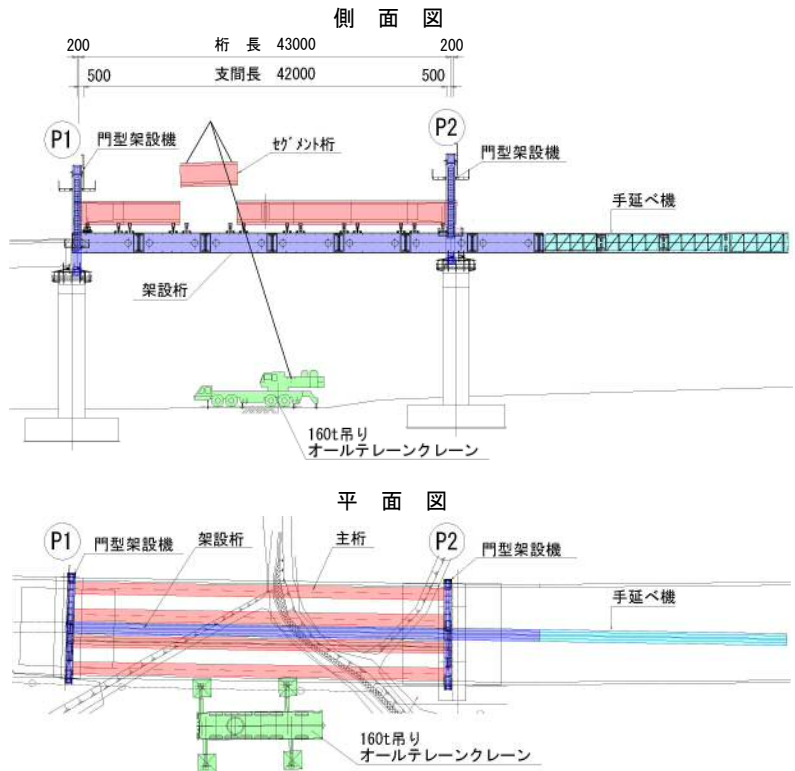 側 面 図
200 桁 長 43000 200
500 支間長 42000 500
P1 門型架設機 セグメント桁 P2 門型架設機
手延べ機
架設桁
160t吊り
オールテレーンクレーン
平 面 図
P1 門型架設機 架設桁 主桁 P2 門型架設機
手延べ機
160t吊り
オールテレーンクレーン